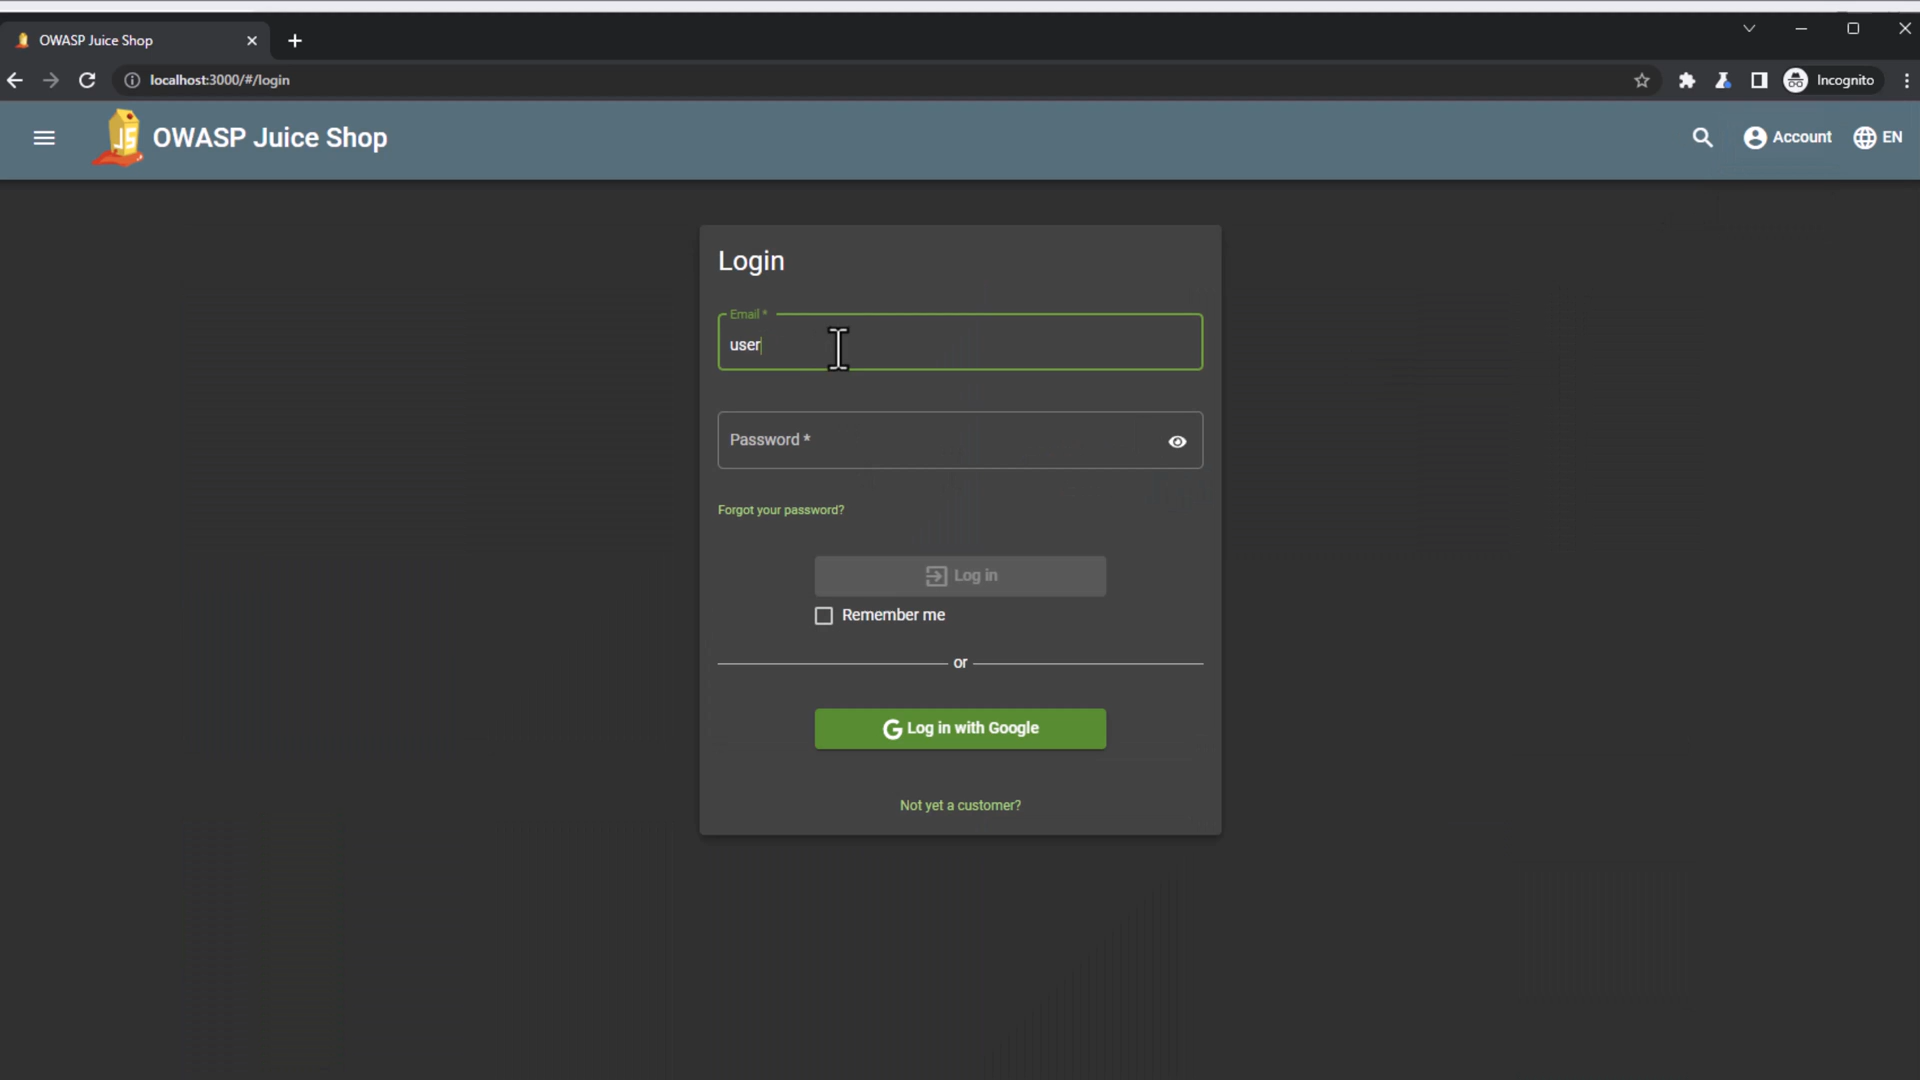 OWASP Juice Shop
localhost:3000/#/login
Incognito
JS
OWASP Juice Shop
Account
EN
Login
Email *
user
Password *
Forgot your password?
Log in
Remember me
or
G Log in with Google
Not yet a customer?